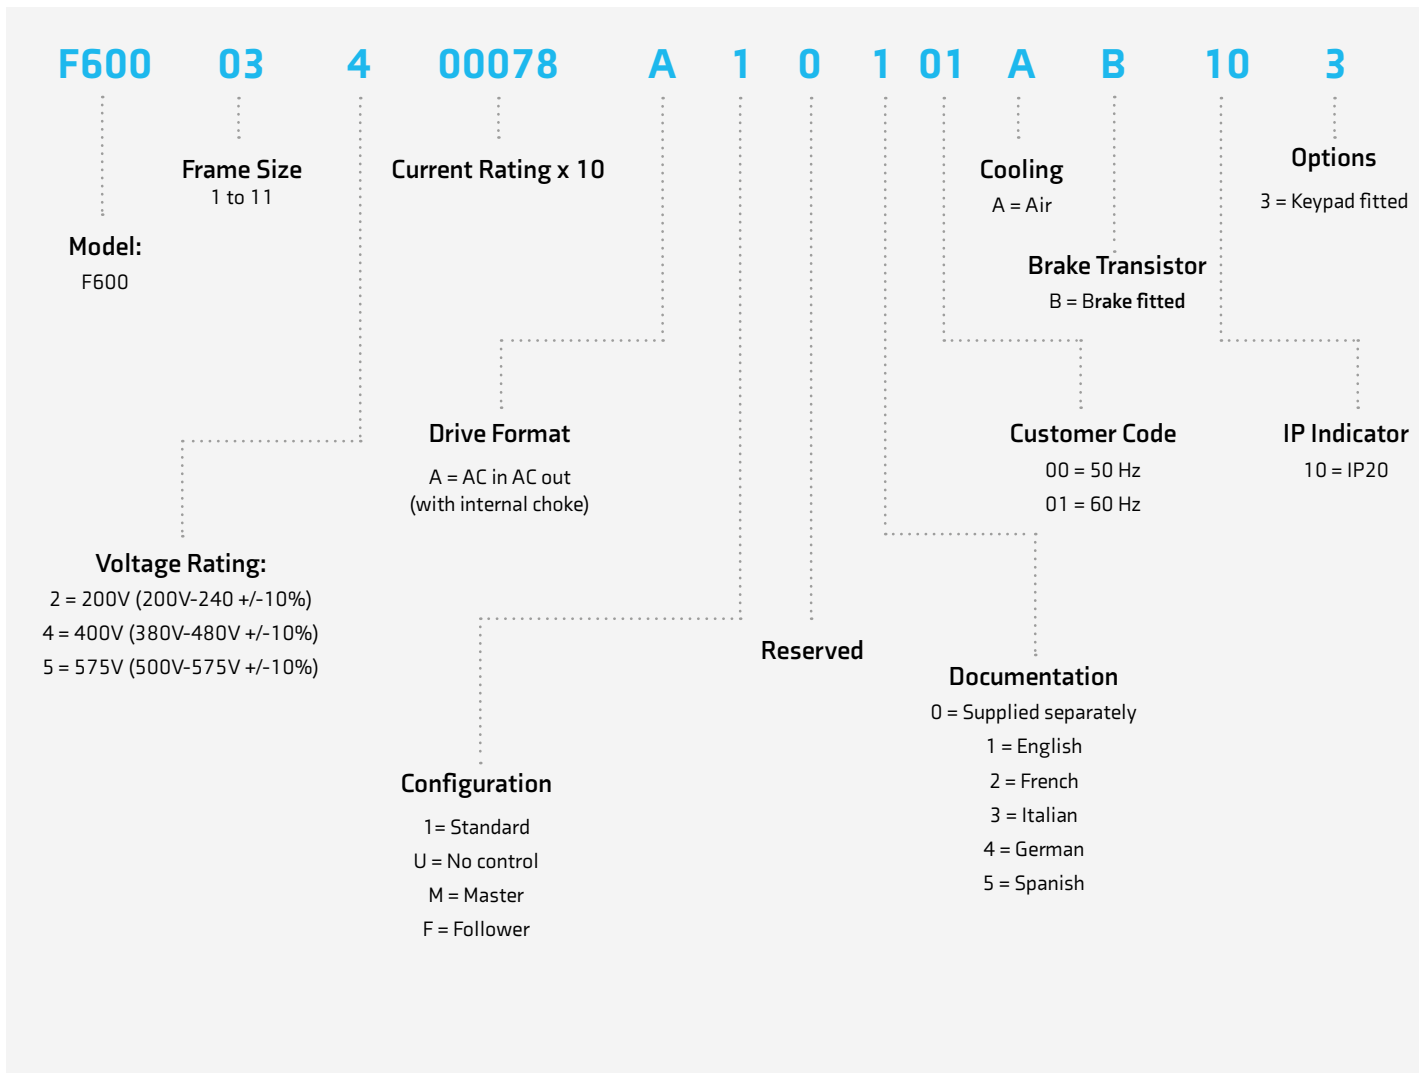 F600 03 4 00078 A 1 0 1 01 A B 10 3
Frame Size
1 to 11
Current Rating x 10
Cooling
A = Air
Options
3 = Keypad fitted
Model:
F600
Brake Transistor
B = Brake fitted
Drive Format
A = AC in AC out
(with internal choke)
Customer Code
00 = 50 Hz
01 = 60 Hz
IP Indicator
10 = IP20
Voltage Rating:
2 = 200V (200V-240 +/-10%)
4 = 400V (380V-480V +/-10%)
5 = 575V (500V-575V +/-10%)
Reserved
Documentation
0 = Supplied separately
1 = English
2 = French
3 = Italian
4 = German
5 = Spanish
Configuration
1= Standard
U = No control
M = Master
F = Follower